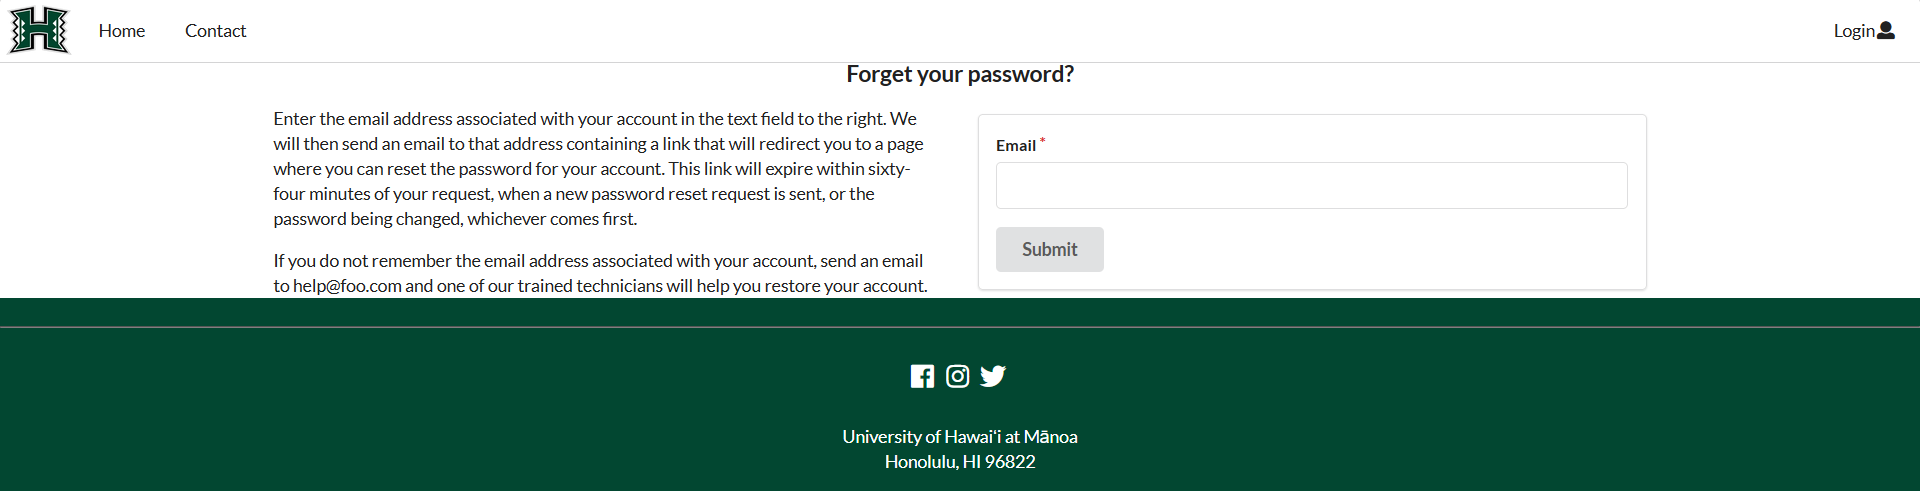 H
Home
Contact
Login
Forget your password?
Enter the email address associated with your account in the text field to the right. We
will then send an email to that address containing a link that will redirect you to a page
where you can reset the password for your account. This link will expire within sixty-
four minutes of your request, when a new password reset request is sent, or the
password being changed, whichever comes first.
If you do not remember the email address associated with your account, send an email
to help@foo.com and one of our trained technicians will help you restore your account.
Email *
Submit
University of Hawaiʻi at Mānoa
Honolulu, HI 96822